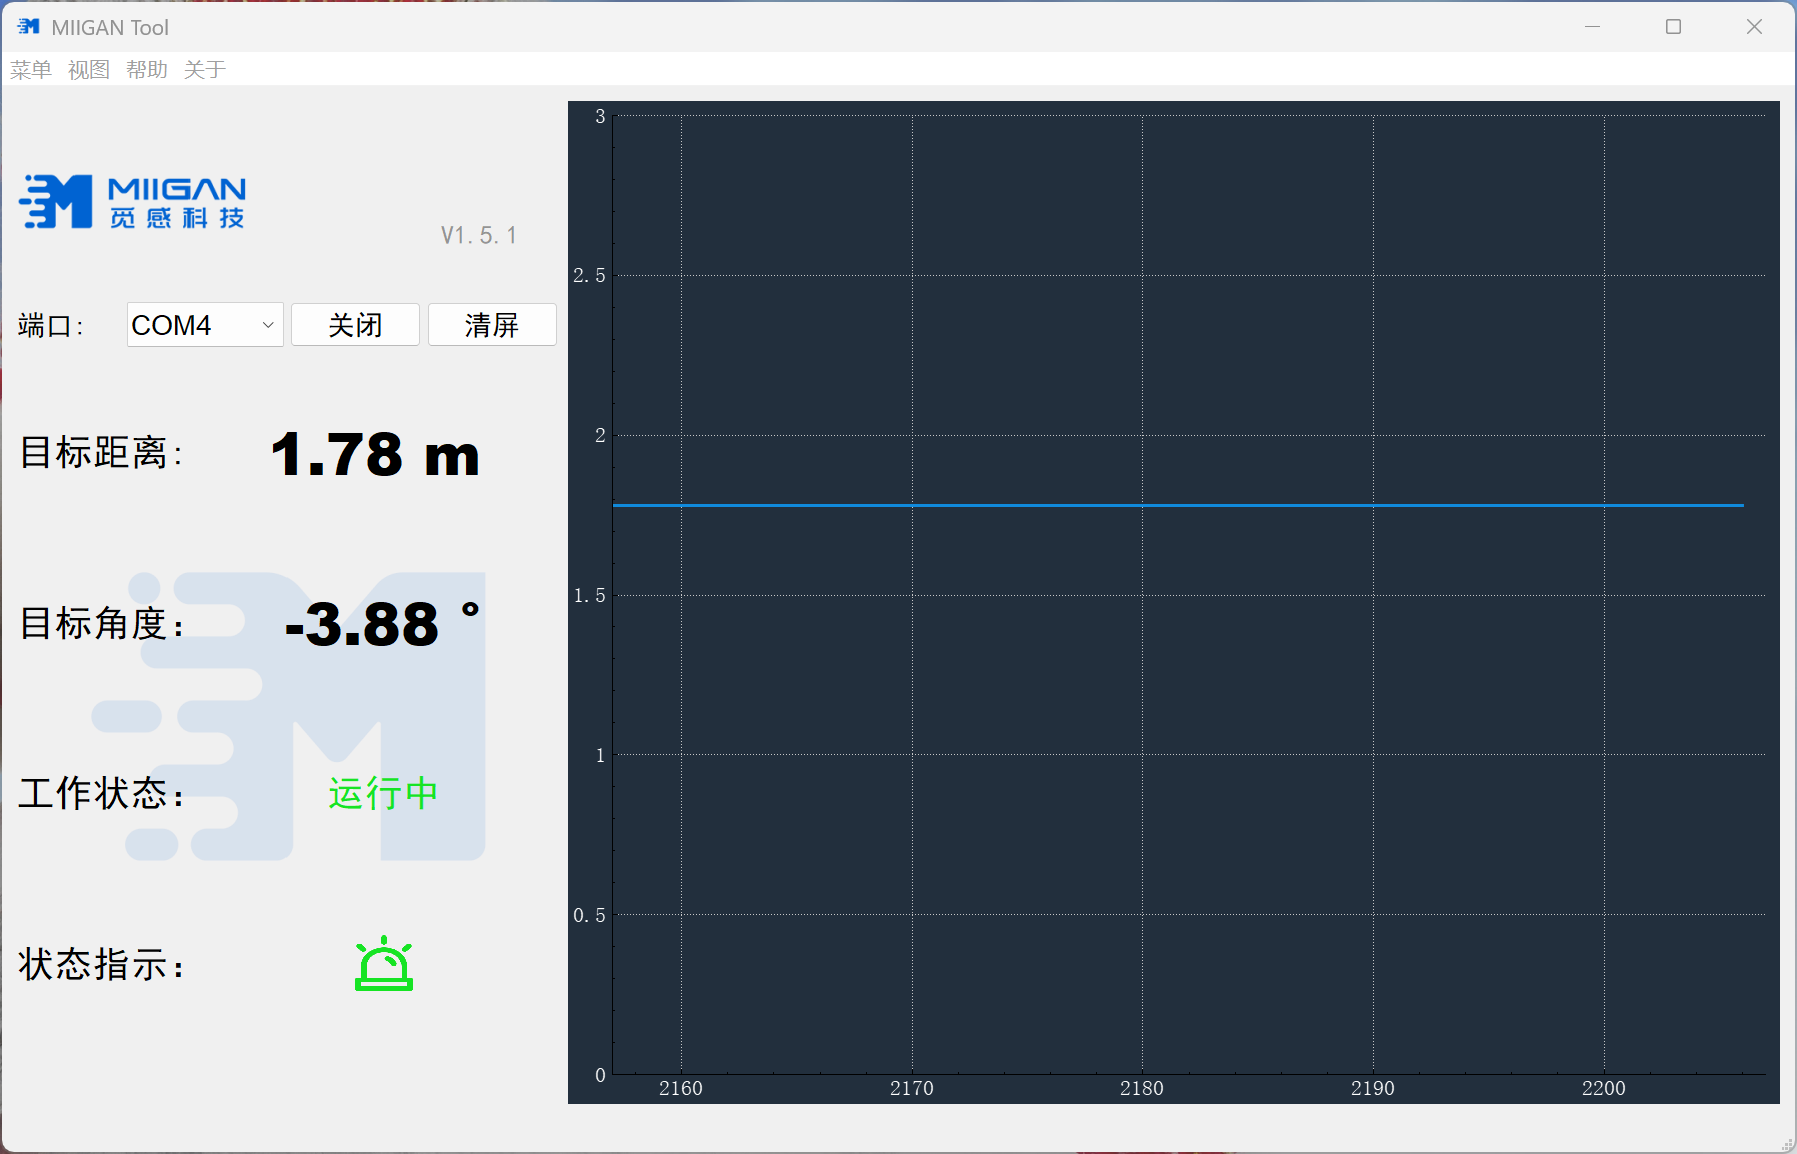 MIIGAN Tool
菜单 视图 帮助 关于
MIIGAN
觅感科技
V1.5.1
端口: COM4 关闭 清屏
目标距离: 1.78 m
目标角度: -3.88 °
工作状态: 运行中
状态指示:
3
2.5
2
1.5
1
0.5
0
2160 2170 2180 2190 2200